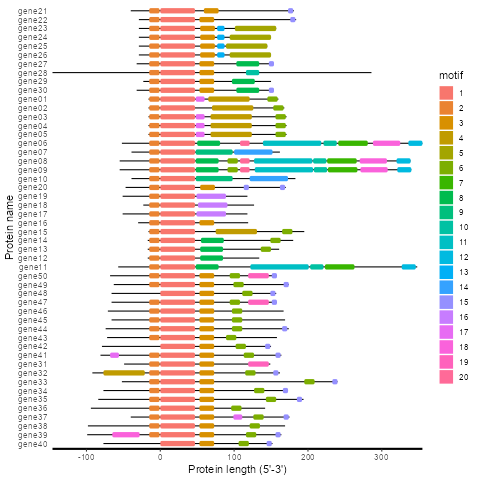 gene21
gene22
gene23
gene24
gene25
gene26
gene27
gene28
gene29
gene30
gene01
gene02
gene03
gene04
gene05
gene06
gene07
gene08
gene09
gene10
gene20
gene19
gene18
gene17
gene16
gene15
gene14
gene13
gene12
gene11
gene50
gene49
gene48
gene47
gene46
gene45
gene44
gene43
gene42
gene41
gene31
gene32
gene33
gene34
gene35
gene36
gene37
gene38
gene39
gene40
Protein name
-100 0 100 200 300
Protein length (5'-3')
motif
1
2
3
4
5
6
7
8
9
10
11
12
13
14
15
16
17
18
19
20